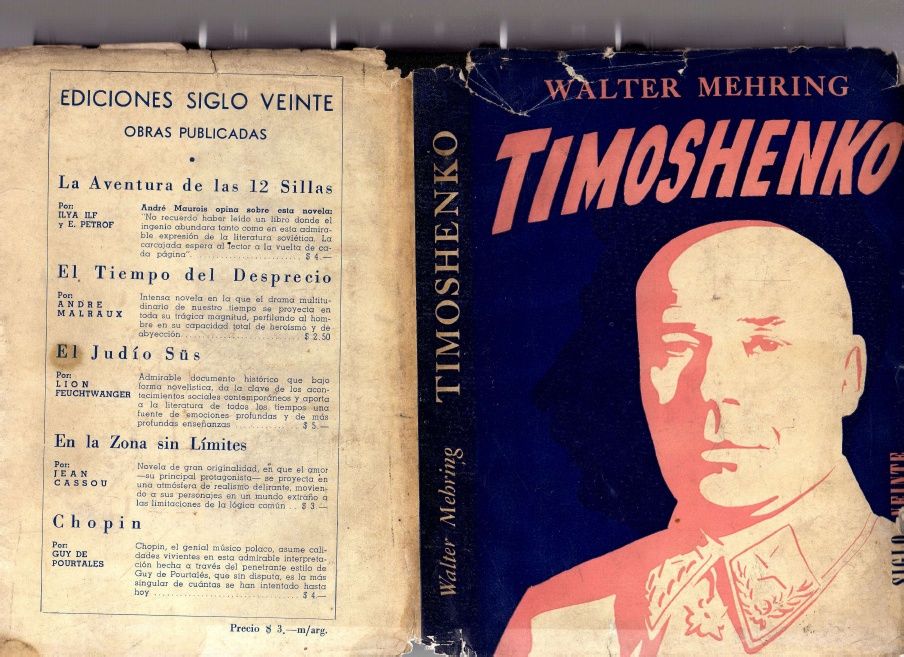 EDICIONES SIGLO VEINTE
OBRAS PUBLICADAS
La Aventura de las 12 Sillas
Por:
ILYA ILF
y E. PETROF
André Maurois opina sobre esta novela:
"No recuerdo haber leído un libro donde el
ingenio abundara tanto como en esta admira-
ble expresión de la literatura soviética. La
carcajada espera al lector a la vuelta de ca-
da página". . . . . . . . . . . . . . . . . . . . . . $ 4.—
El Tiempo del Desprecio
Por:
ANDRE
MALRAUX
Intensa novela en la que el drama multitu-
dinario de nuestro tiempo se proyecta en
toda su trágica magnitud, perfilando al hom-
bre en su capacidad total de heroísmo y de
abyección. . . . . . . . . . . . . . . . . . . . . . $ 2.50
El Judío Süs
Por:
LION
FEUCHTWANGER
Admirable documento histórico que bajo
forma novelística, da la clave de los acon-
tecimientos sociales contemporáneos y aporta
a la literatura de todos los tiempos una
fuente de emociones profundas y de más
profundas enseñanzas . . . . . . . . . . . . . $ 5.—
En la Zona sin Límites
Por:
JEAN
CASSOU
Novela de gran originalidad, en que el amor
—su principal protagonista— se proyecta en
una atmósfera de realismo delirante, movien-
do a sus personajes en un mundo extraño a
las limitaciones de la lógica común . . $ 3.—
Chopin
Por:
GUY DE
POURTALES
Chopin, el genial músico polaco, asume cali-
dades vivientes en esta admirable interpreta-
ción hecha a través del penetrante estilo de
Guy de Pourtalés, que sin disputa, es la más
singular de cuántas se han intentado hasta
hoy . . . . . . . . . . . . . . . . . . . . . . . . $ 4.—
Precio $ 3.—m/arg.
Walter Mehring TIMOSHENKO
WALTER MEHRING
TIMOSHENKO
SIGLO VEINTE